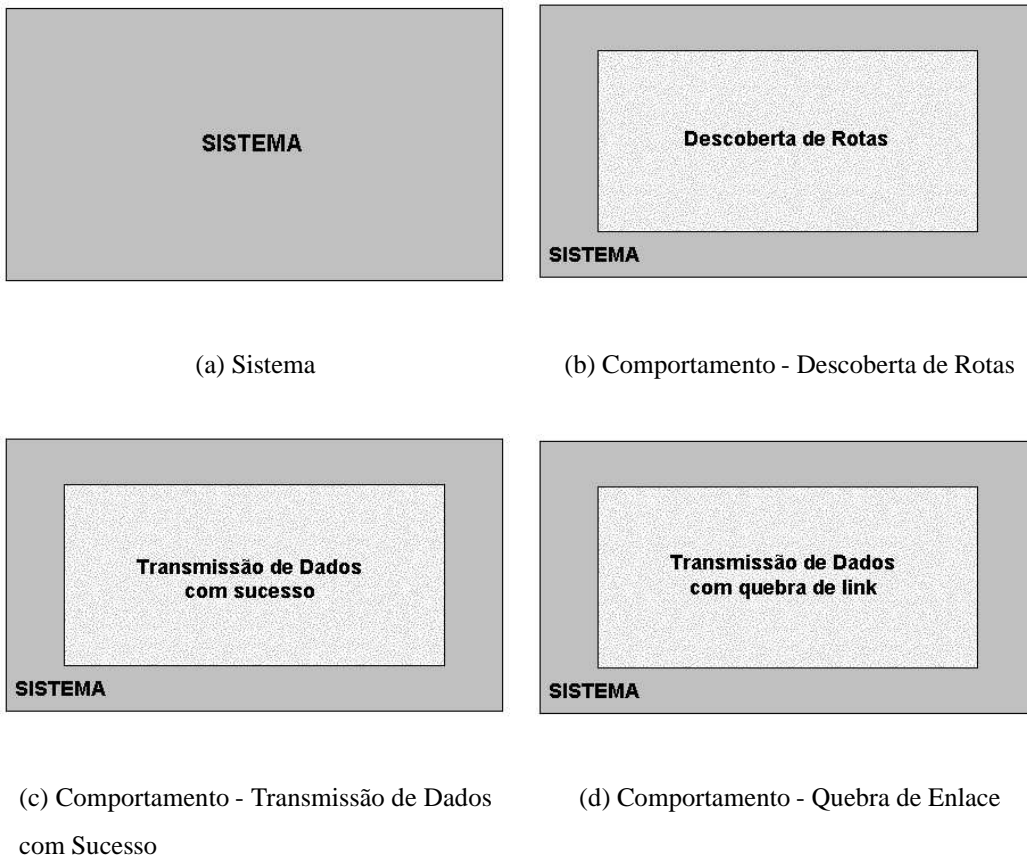 SISTEMA
Descoberta de Rotas
SISTEMA
(a) Sistema
(b) Comportamento - Descoberta de Rotas
Transmissão de Dados
com sucesso
SISTEMA
Transmissão de Dados
com quebra de link
SISTEMA
(c) Comportamento - Transmissão de Dados
com Sucesso
(d) Comportamento - Quebra de Enlace